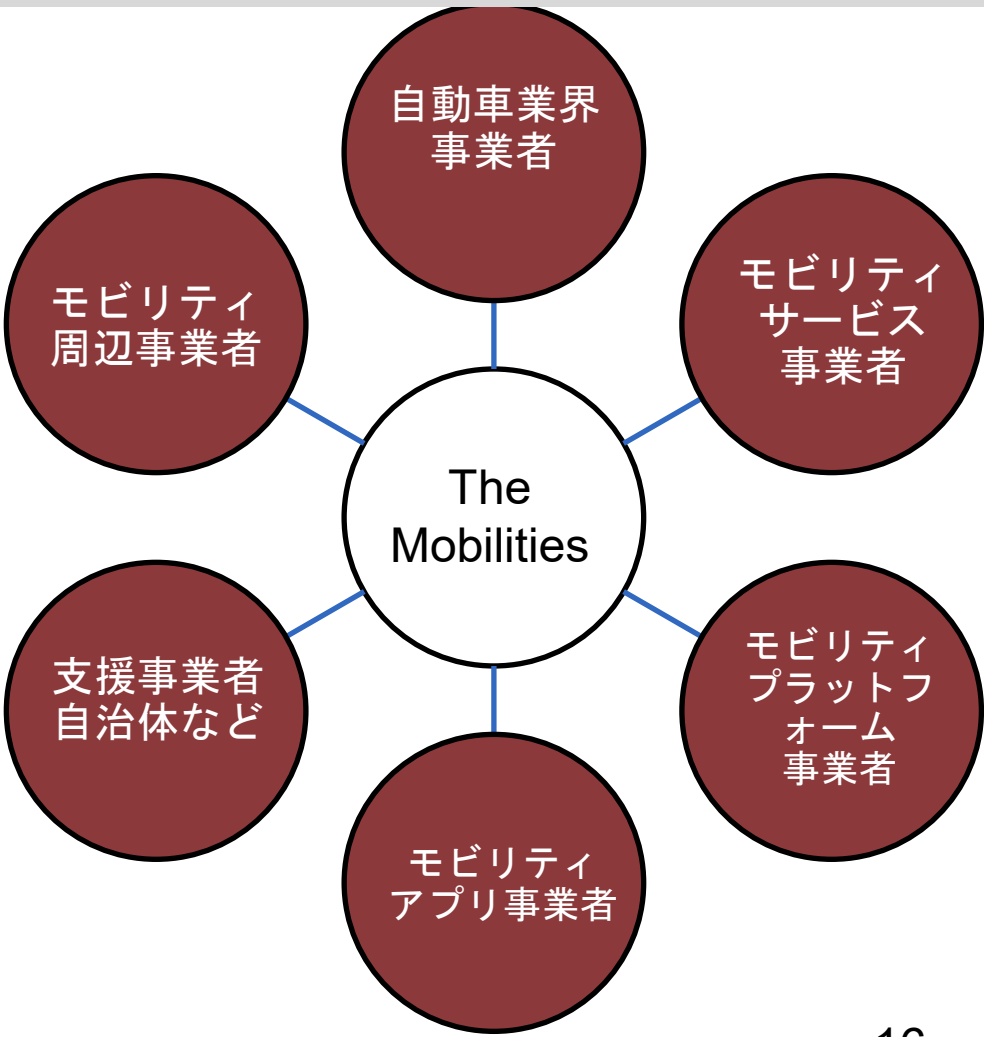 自動車業界
事業者
モビリティ
サービス
事業者
モビリティ
周辺事業者
The
Mobilities
モビリティ
プラットフ
ォーム
事業者
支援事業者
自治体など
モビリティ
アプリ事業者
16